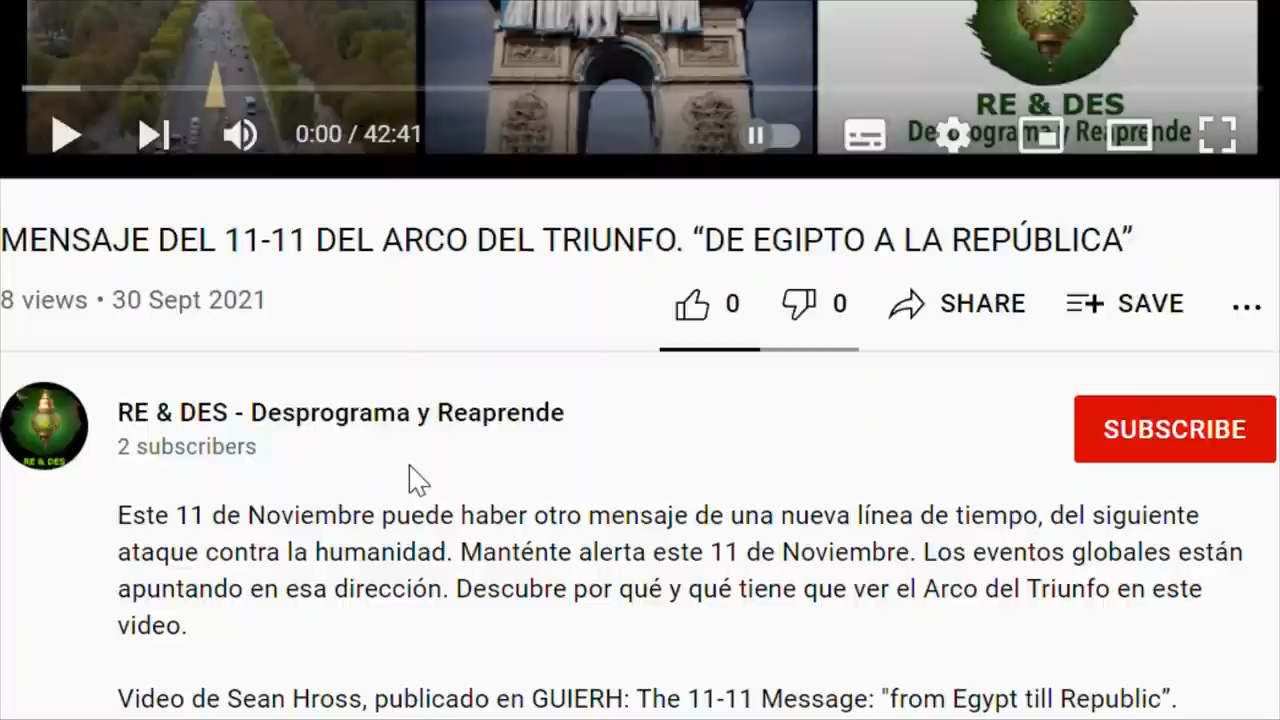 RE & DES
Desprograma y Reaprende
0:00 / 42:41
MENSAJE DEL 11-11 DEL ARCO DEL TRIUNFO. “DE EGIPTO A LA REPÚBLICA”
8 views • 30 Sept 2021
0
0
SHARE
SAVE
RE & DES - Desprograma y Reaprende
2 subscribers
RE & DES
SUBSCRIBE
Este 11 de Noviembre puede haber otro mensaje de una nueva línea de tiempo, del siguiente
ataque contra la humanidad. Manténte alerta este 11 de Noviembre. Los eventos globales están
apuntando en esa dirección. Descubre por qué y qué tiene que ver el Arco del Triunfo en este
video.
Video de Sean Hross, publicado en GUIERH: The 11-11 Message: "from Egypt till Republic”.